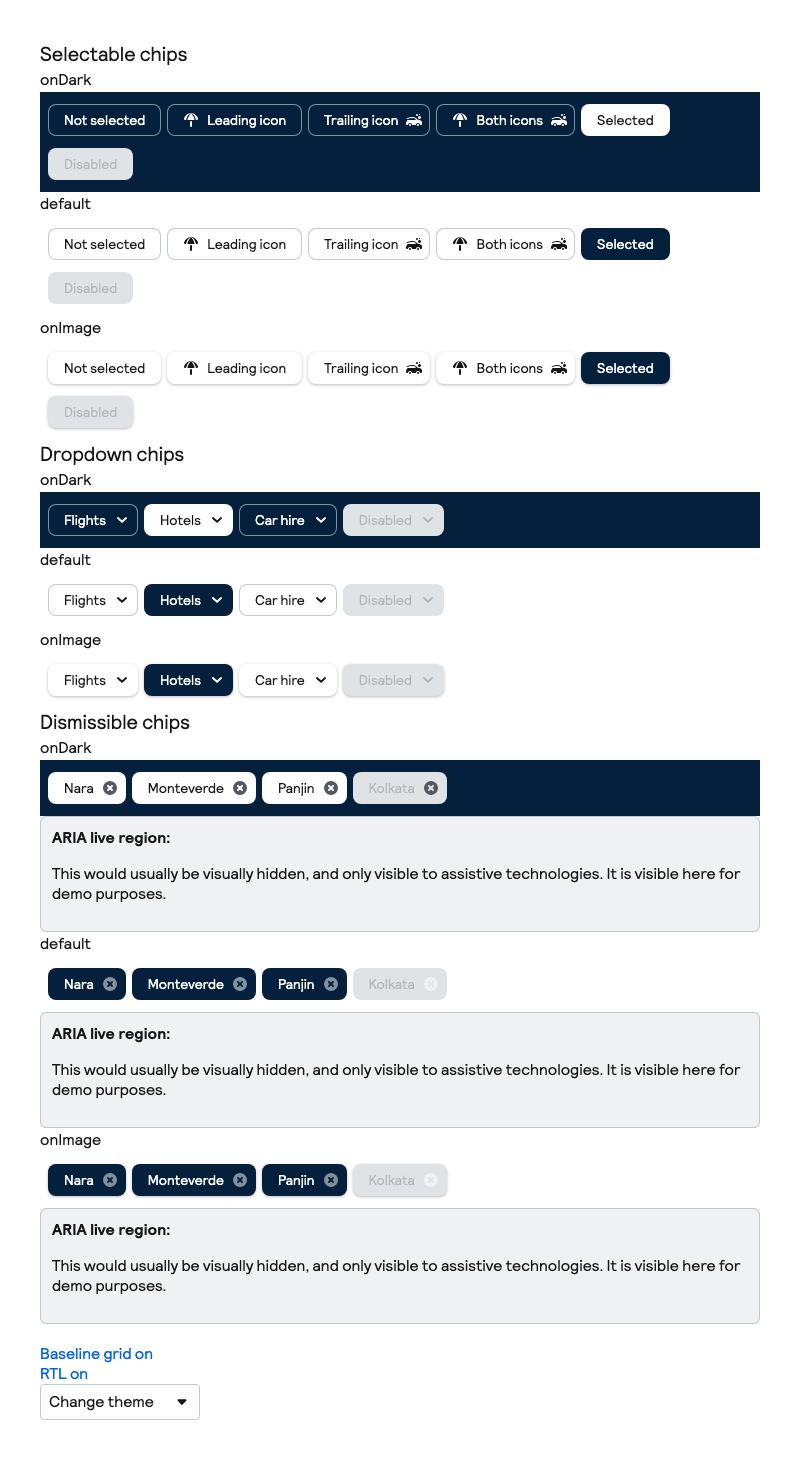 Selectable chips
onDark
Not selected Leading icon Trailing icon Both icons Selected
Disabled
default
Not selected Leading icon Trailing icon Both icons Selected
Disabled
onImage
Not selected Leading icon Trailing icon Both icons Selected
Disabled
Dropdown chips
onDark
Flights Hotels Car hire Disabled
default
Flights Hotels Car hire Disabled
onImage
Flights Hotels Car hire Disabled
Dismissible chips
onDark
Nara Monteverde Panjin Kolkata
ARIA live region:
This would usually be visually hidden, and only visible to assistive technologies. It is visible here for
demo purposes.
default
Nara Monteverde Panjin Kolkata
ARIA live region:
This would usually be visually hidden, and only visible to assistive technologies. It is visible here for
demo purposes.
onImage
Nara Monteverde Panjin Kolkata
ARIA live region:
This would usually be visually hidden, and only visible to assistive technologies. It is visible here for
demo purposes.
Baseline grid on
RTL on
Change theme